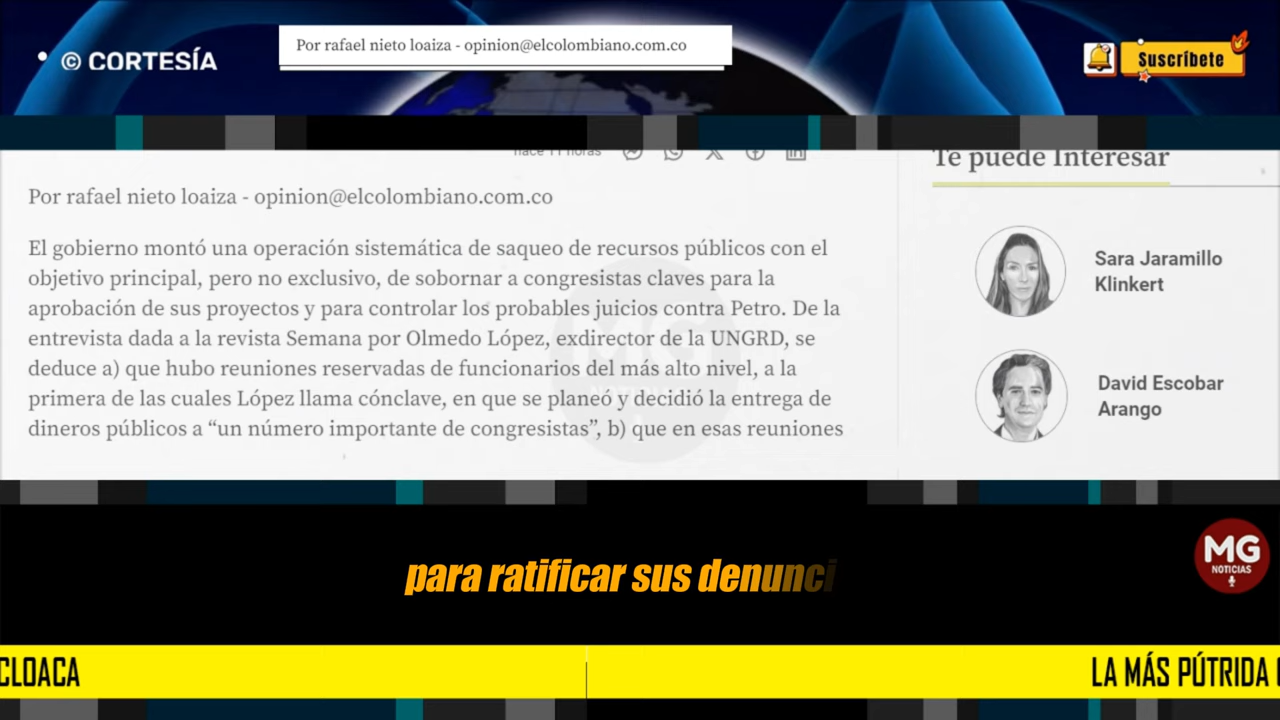 © CORTESÍA
Por rafael nieto loaiza - opinion@elcolombiano.com.co
Suscríbete
hace 11 horas
Te puede Interesar
Por rafael nieto loaiza - opinion@elcolombiano.com.co
El gobierno montó una operación sistemática de saqueo de recursos públicos con el
objetivo principal, pero no exclusivo, de sobornar a congresistas claves para la
aprobación de sus proyectos y para controlar los probables juicios contra Petro. De la
entrevista dada a la revista Semana por Olmedo López, exdirector de la UNGRD, se
deduce a) que hubo reuniones reservadas de funcionarios del más alto nivel, a la
primera de las cuales López llama cónclave, en que se planeó y decidió la entrega de
dineros públicos a “un número importante de congresistas”, b) que en esas reuniones
Sara Jaramillo
Klinkert
David Escobar
Arango
MG
NOTICIAS
para ratificar sus denunci
CLOACA
LA MÁS PÚTRIDA